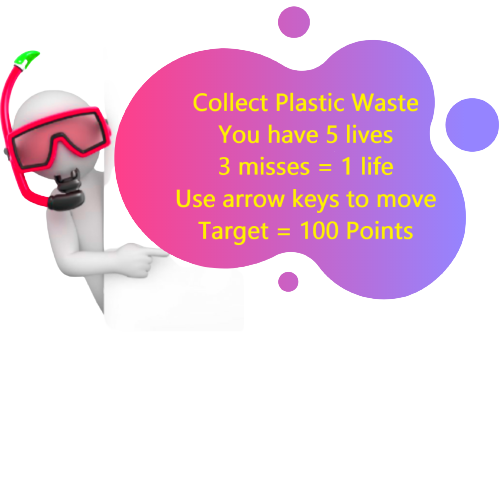 Collect Plastic Waste
You have 5 lives
3 misses = 1 life
Use arrow keys to move
Target = 100 Points